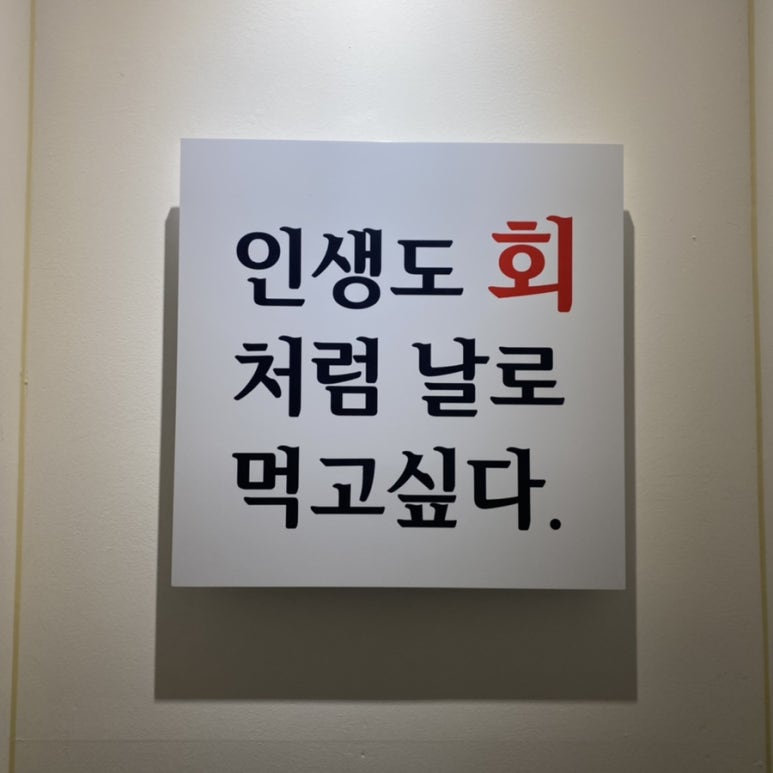 인생도 회
처럼 날로
먹고싶다.